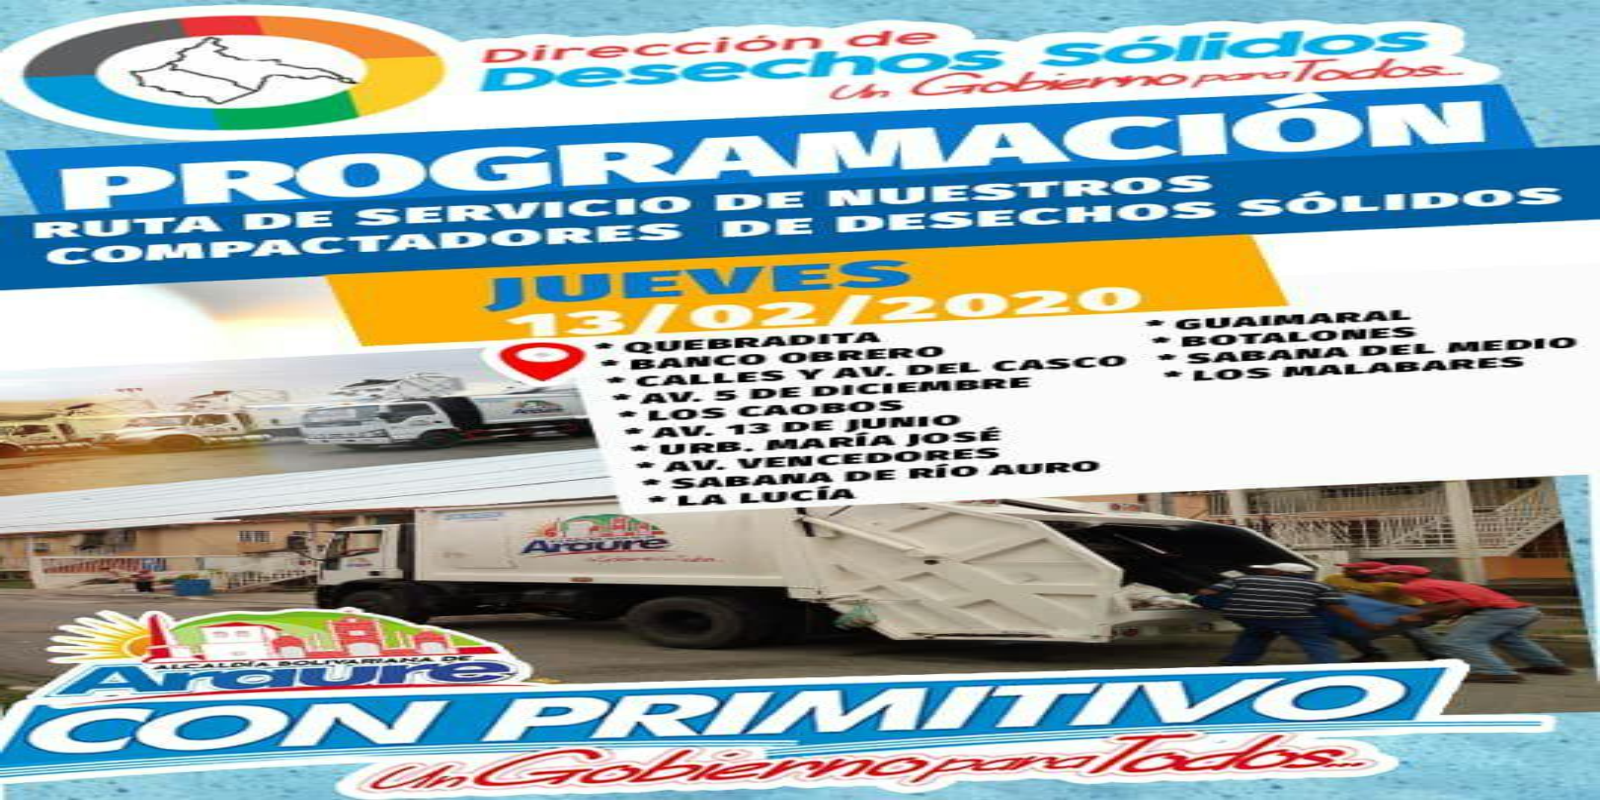 Dirección de
Desechos Sólidos
Un Gobierno para Todos...
PROGRAMACIÓN
RUTA DE SERVICIO DE NUESTROS
COMPACTADORES DE DESECHOS SÓLIDOS
JUEVES
13/02/2020
* QUEBRADITA
* BANCO OBRERO
* CALLES Y AV. DEL CASCO
* AV. 5 DE DICIEMBRE
* LOS CAOBOS
* AV. 13 DE JUNIO
* URB. MARÍA JOSÉ
* AV. VENCEDORES
* SABANA DE RÍO AURO
* LA LUCÍA
* GUAIMARAL
* BOTALONES
* SABANA DEL MEDIO
* LOS MALABARES
Araure
Araure
ALCALDÍA BOLIVARIANA DE
Araure
CON PRIMITIVO
Un Gobierno para Todos...